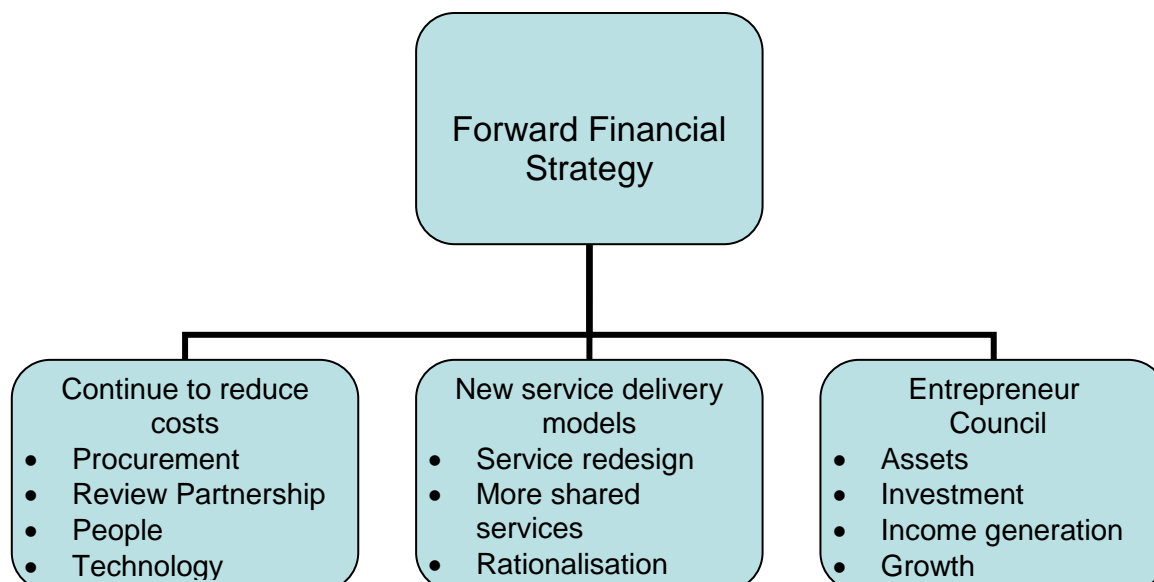 Forward Financial
Strategy
Continue to reduce
costs
• Procurement
• Review Partnership
• People
• Technology
New service delivery
models
• Service redesign
• More shared
services
• Rationalisation
Entrepreneur
Council
• Assets
• Investment
• Income generation
• Growth